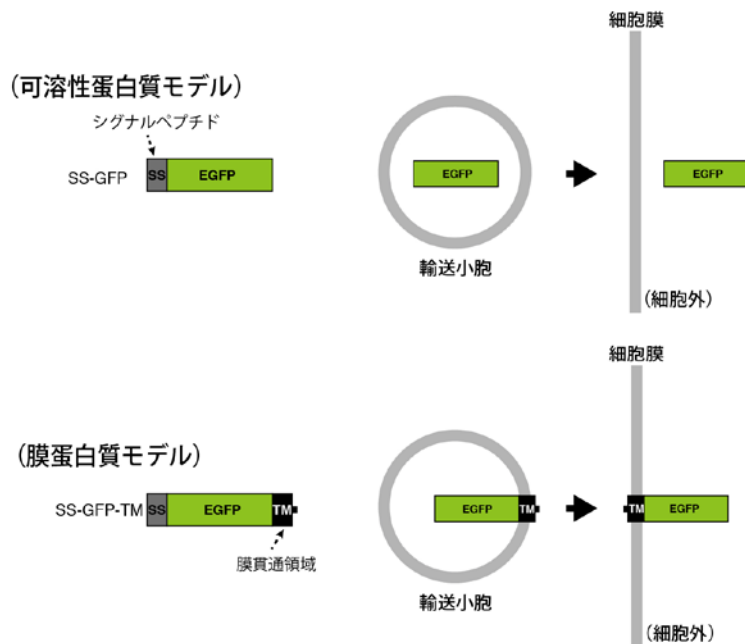 細胞膜
（可溶性蛋白質モデル）
シグナルペプチド
SS-GFP
SS
EGFP
EGFP
EGFP
輸送小胞
（細胞外）
細胞膜
（膜蛋白質モデル）
SS-GFP-TM
SS
EGFP
TM
EGFP
TM
TM
EGFP
膜貫通領域
輸送小胞
（細胞外）